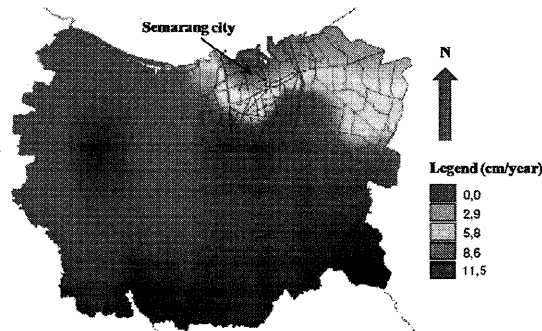 Semarang city
N
Legend (cm/year)
0,0
2,9
5,8
8,6
11,5